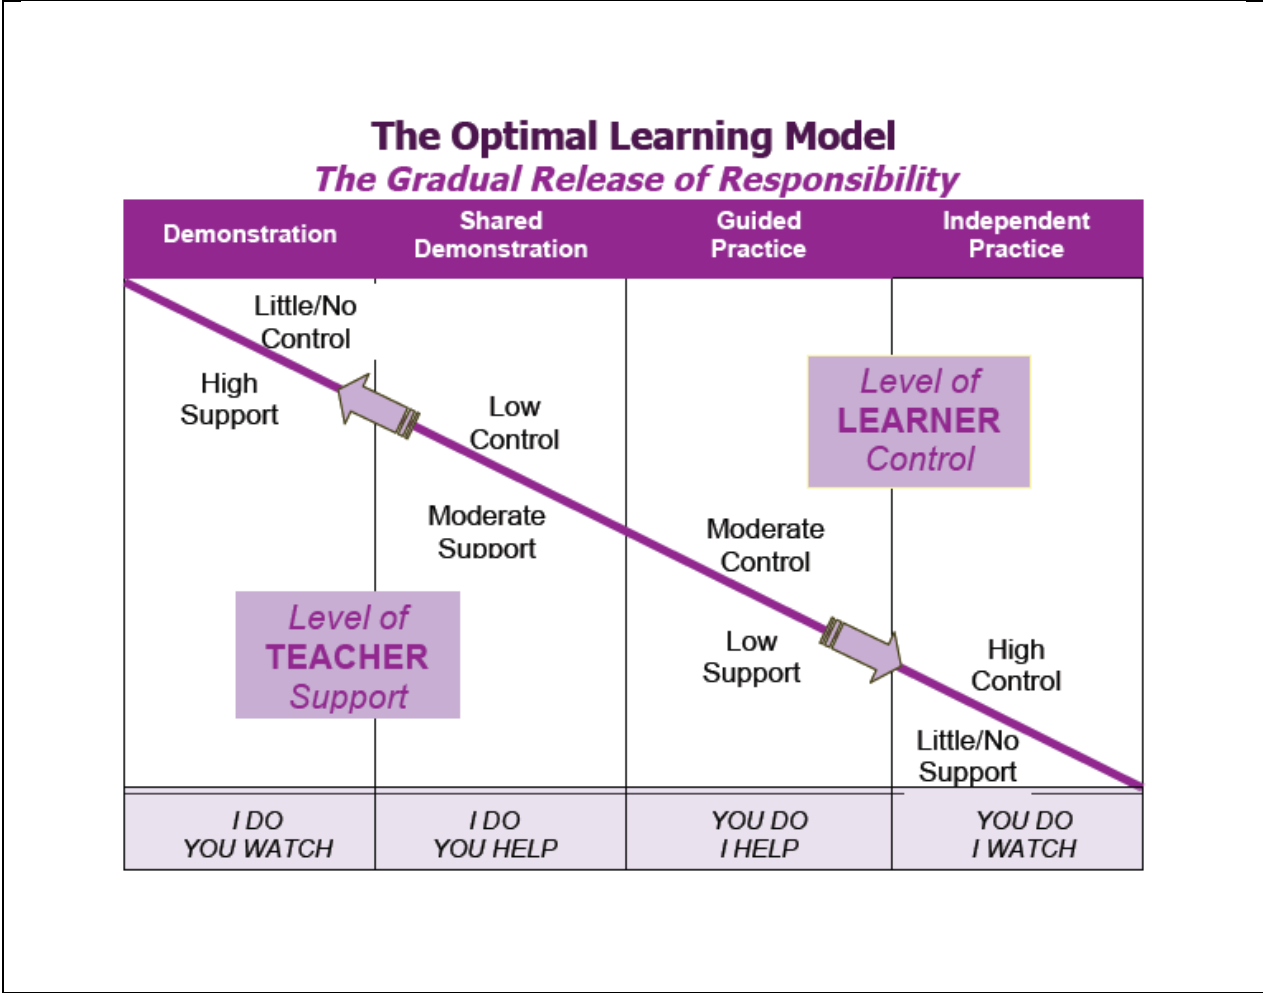 The Optimal Learning Model
The Gradual Release of Responsibility
Demonstration
Shared
Demonstration
Guided
Practice
Independent
Practice
Little/No
Control
High
Support
Low
Control
Moderate
Support
Level of
LEARNER
Control
Moderate
Control
Low
Support
Level of
TEACHER
Support
High
Control
Little/No
Support
I DO
YOU WATCH
I DO
YOU HELP
YOU DO
I HELP
YOU DO
I WATCH